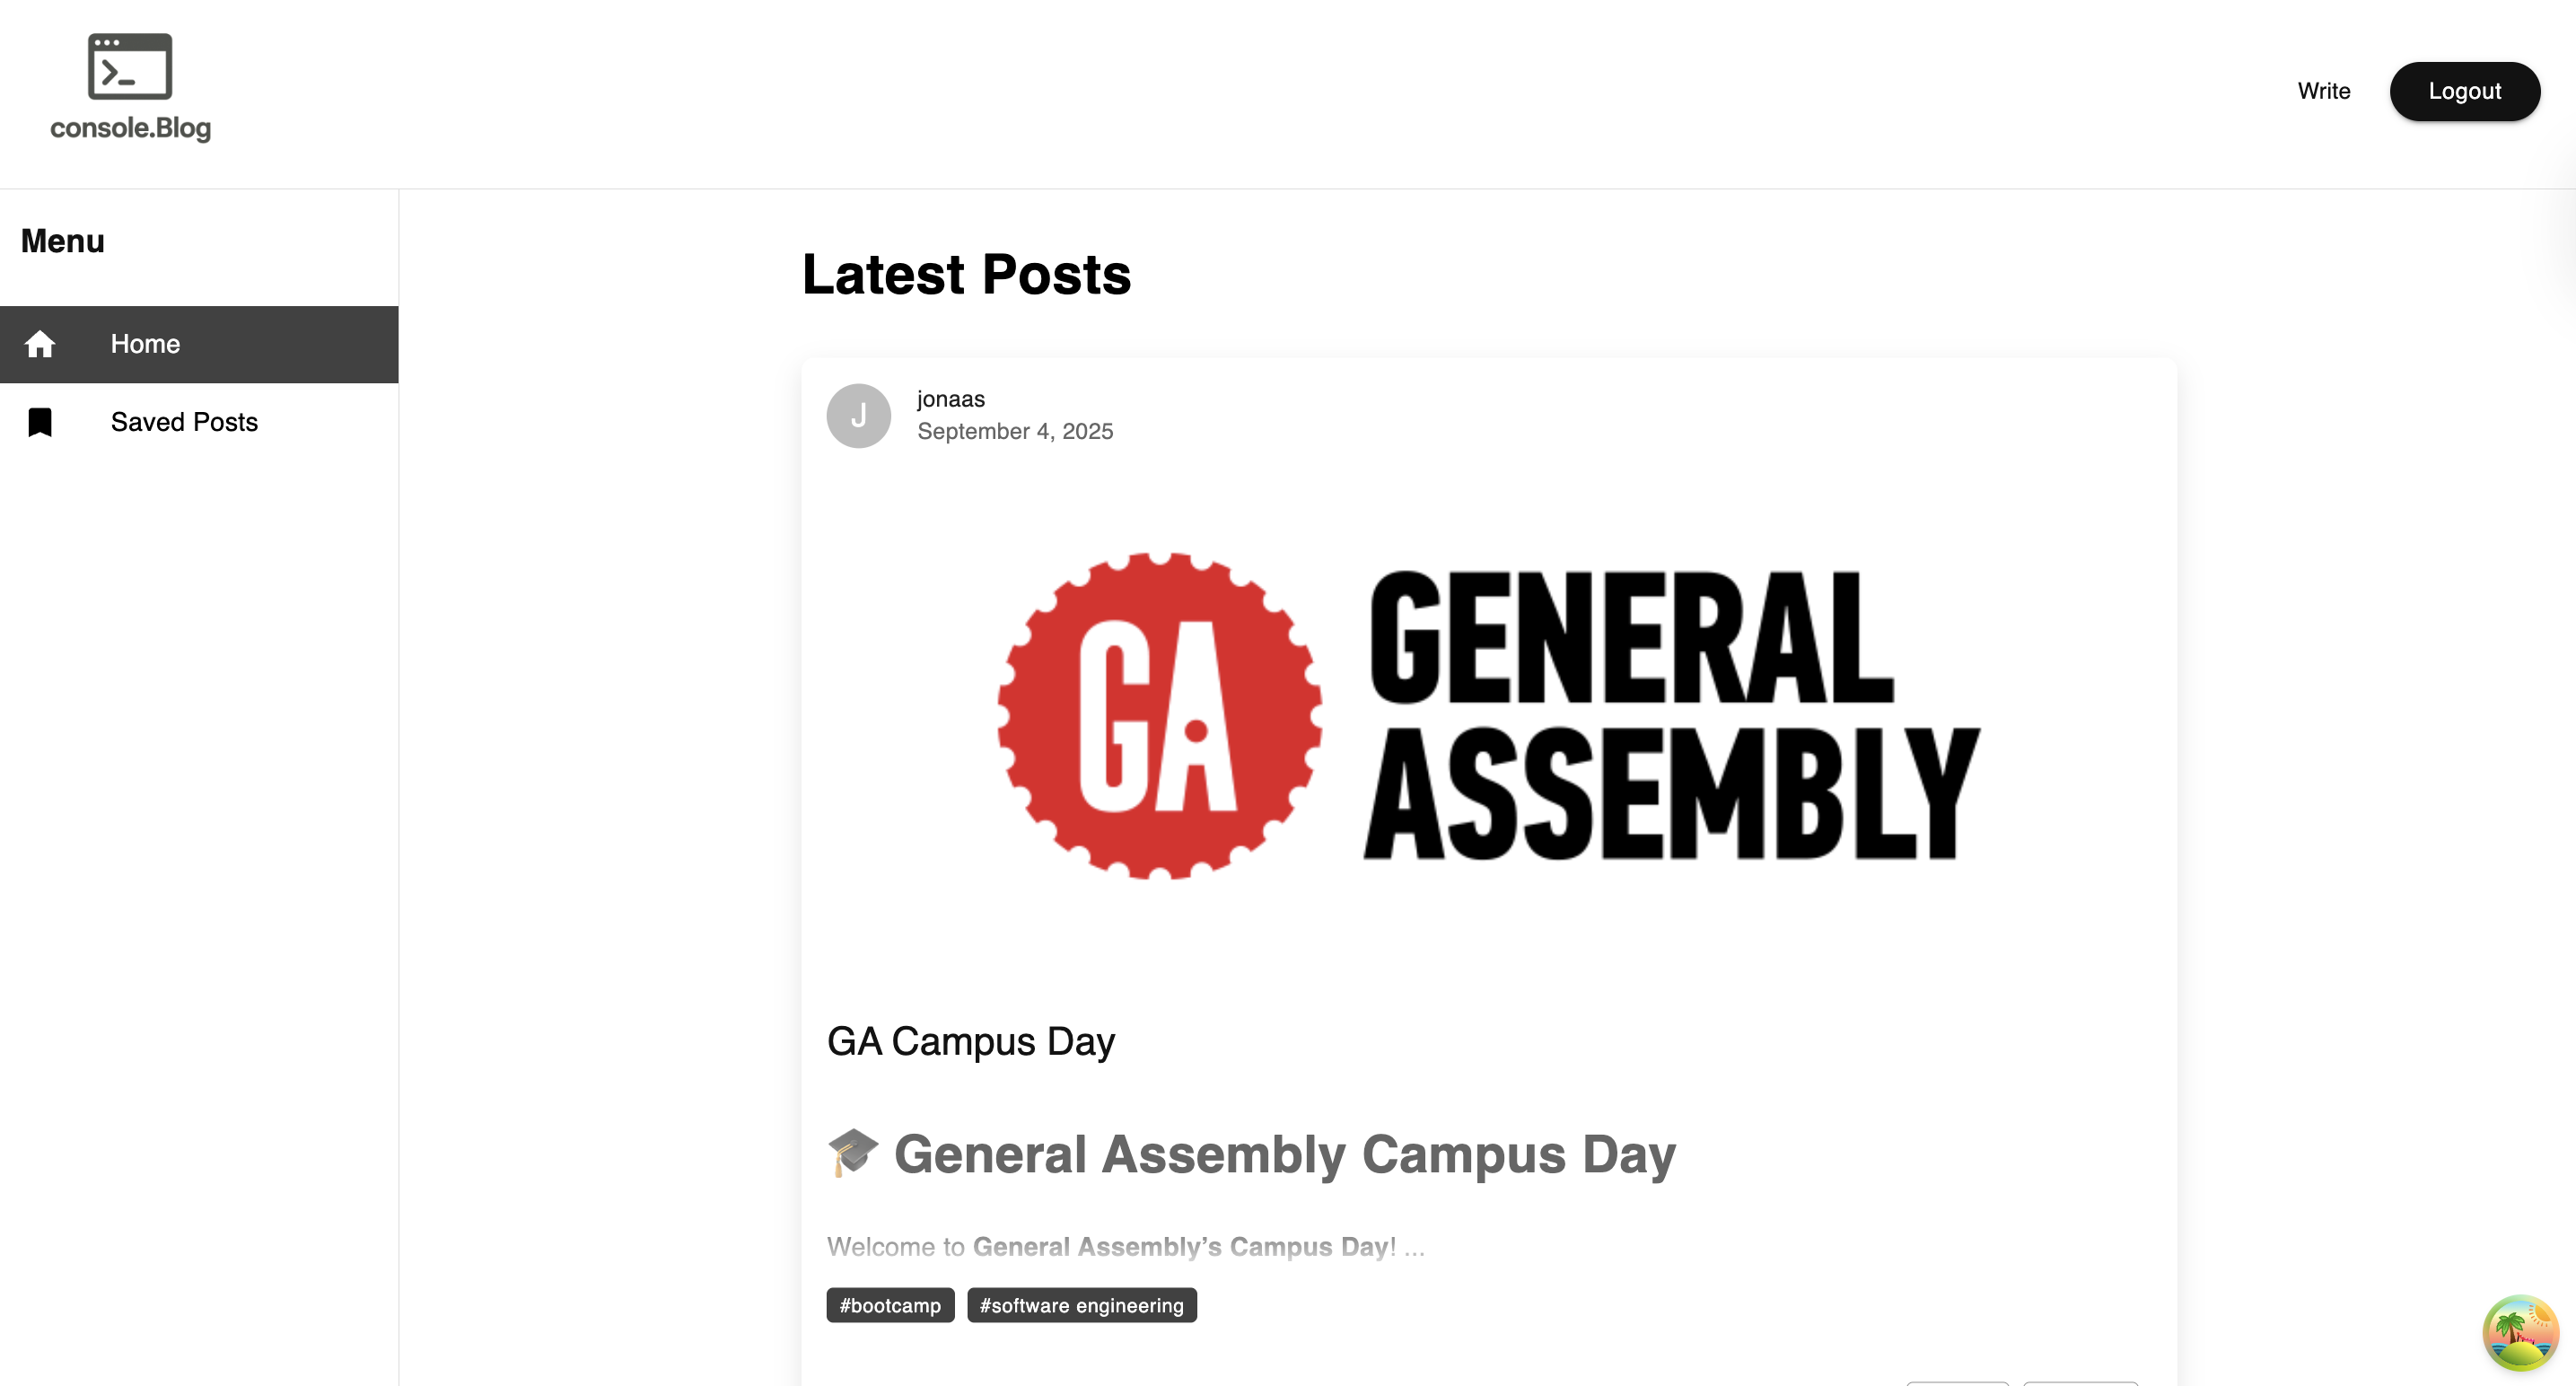 console.Blog
Write
Logout
Menu
Home
Saved Posts
Latest Posts
J
jonaas
September 4, 2025
GA
GENERAL
ASSEMBLY
GA Campus Day
🎓 General Assembly Campus Day
Welcome to General Assembly’s Campus Day! ...
#bootcamp
#software engineering